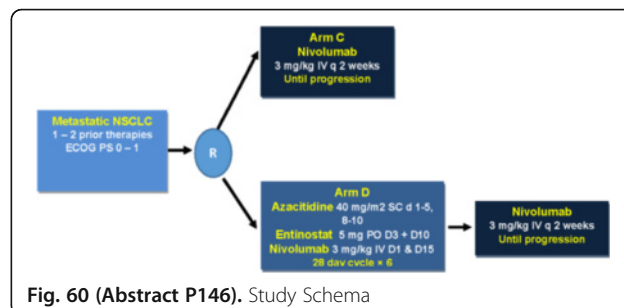 Metastatic NSCLC
1 – 2 prior therapies
ECOG PS 0 – 1
R
Arm C
Nivolumab
3 mg/kg IV q 2 weeks
Until progression
Arm D
Azacitidine 40 mg/m2 SC d 1-5,
8-10
Entinostat 5 mg PO D3 + D10
Nivolumab 3 mg/kg IV D1 & D15
28 day cycle × 6
Nivolumab
3 mg/kg IV q 2 weeks
Until progression
Fig. 60 (Abstract P146). Study Schema